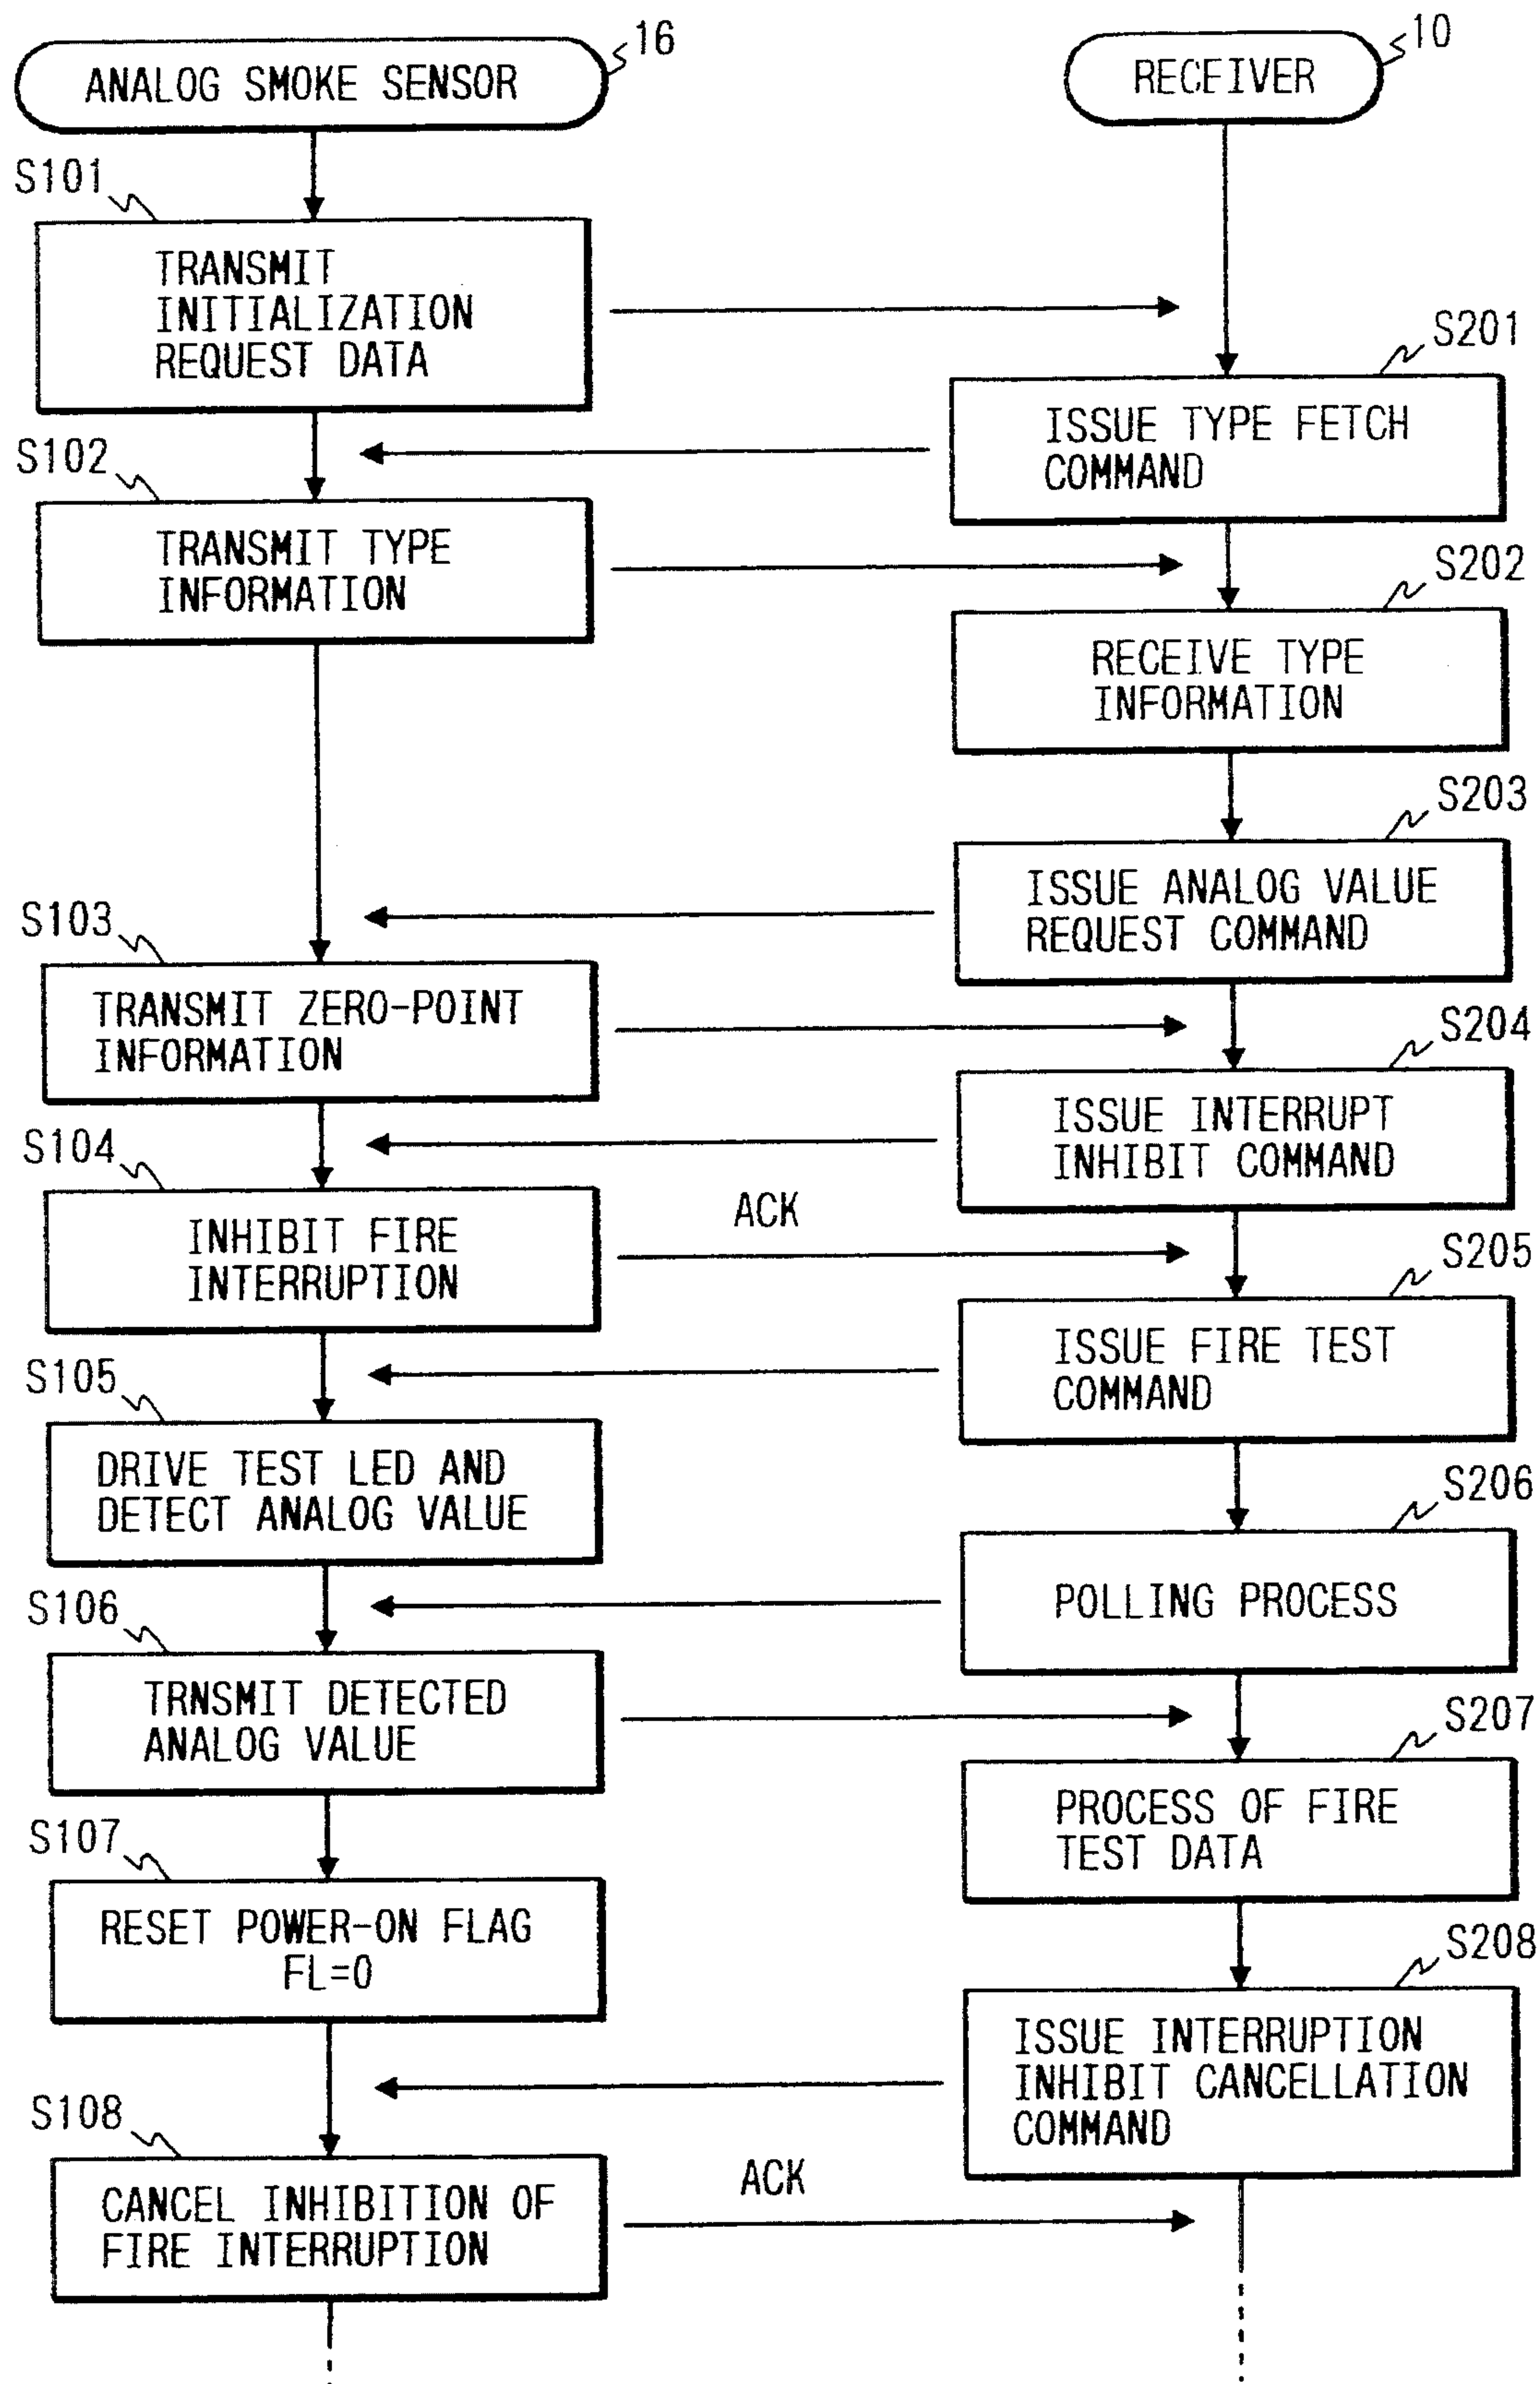 16
ANALOG SMOKE SENSOR
10
RECEIVER
S101
TRANSMIT
INITIALIZATION
REQUEST DATA
S201
ISSUE TYPE FETCH
COMMAND
S102
TRANSMIT TYPE
INFORMATION
S202
RECEIVE TYPE
INFORMATION
S203
ISSUE ANALOG VALUE
REQUEST COMMAND
S103
TRANSMIT ZERO-POINT
INFORMATION
S204
ISSUE INTERRUPT
INHIBIT COMMAND
S104
INHIBIT FIRE
INTERRUPTION
ACK
S205
ISSUE FIRE TEST
COMMAND
S105
DRIVE TEST LED AND
DETECT ANALOG VALUE
S206
POLLING PROCESS
S106
TRNSMIT DETECTED
ANALOG VALUE
S207
PROCESS OF FIRE
TEST DATA
S107
RESET POWER-ON FLAG
FL=0
S208
ISSUE INTERRUPTION
INHIBIT CANCELLATION
COMMAND
S108
CANCEL INHIBITION OF
FIRE INTERRUPTION
ACK